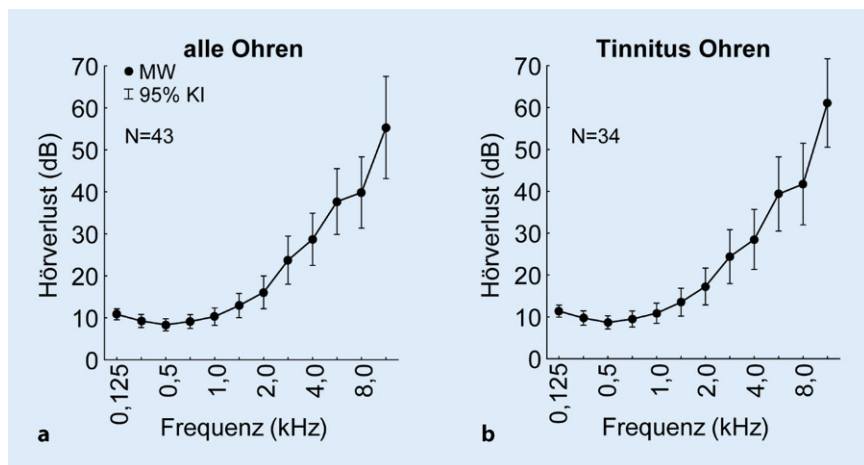 alle Ohren
MW
95% KI
N=43
Hörverlust (dB)
70
60
50
40
30
20
10
0
0,125
0,5
1,0
2,0
4,0
8,0
Frequenz (kHz)
a
Tinnitus Ohren
N=34
Hörverlust (dB)
70
60
50
40
30
20
10
0
0,125
0,5
1,0
2,0
4,0
8,0
Frequenz (kHz)
b